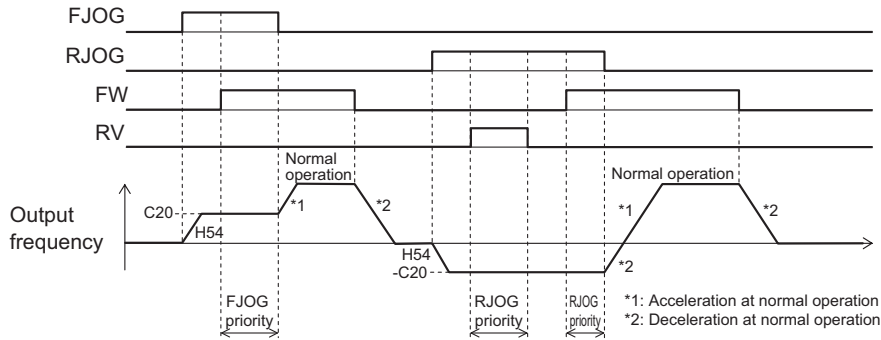 FJOG
RJOG
FW
RV
Normal
operation
Normal operation
Output
frequency
C20
*1
*2
*1
*2
H54
H54
-C20
*2
FJOG
priority
RJOG
priority
RJOG
priority
*1: Acceleration at normal operation
*2: Deceleration at normal operation